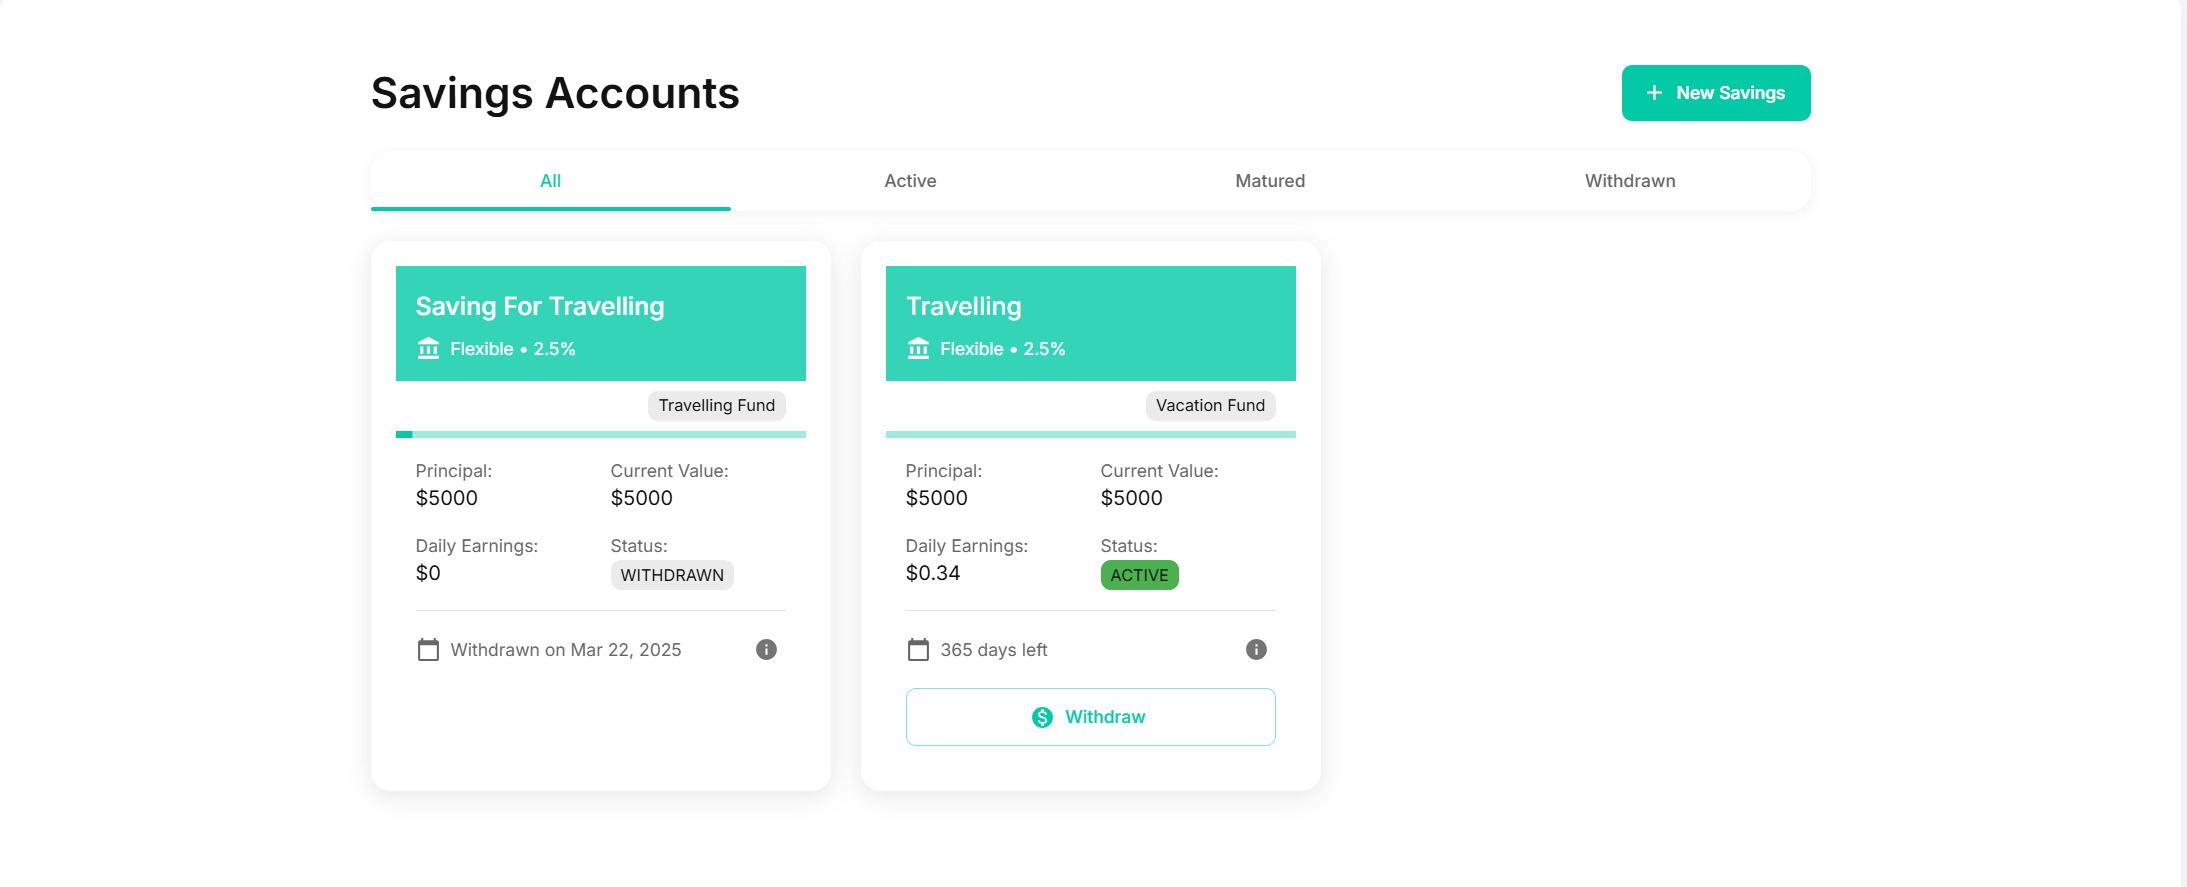 Savings Accounts
+ New Savings
All
Active
Matured
Withdrawn
Saving For Travelling
Flexible • 2.5%
Travelling Fund
Principal:
$5000
Current Value:
$5000
Daily Earnings:
$0
Status:
WITHDRAWN
Withdrawn on Mar 22, 2025
Travelling
Flexible • 2.5%
Vacation Fund
Principal:
$5000
Current Value:
$5000
Daily Earnings:
$0.34
Status:
ACTIVE
365 days left
Withdraw